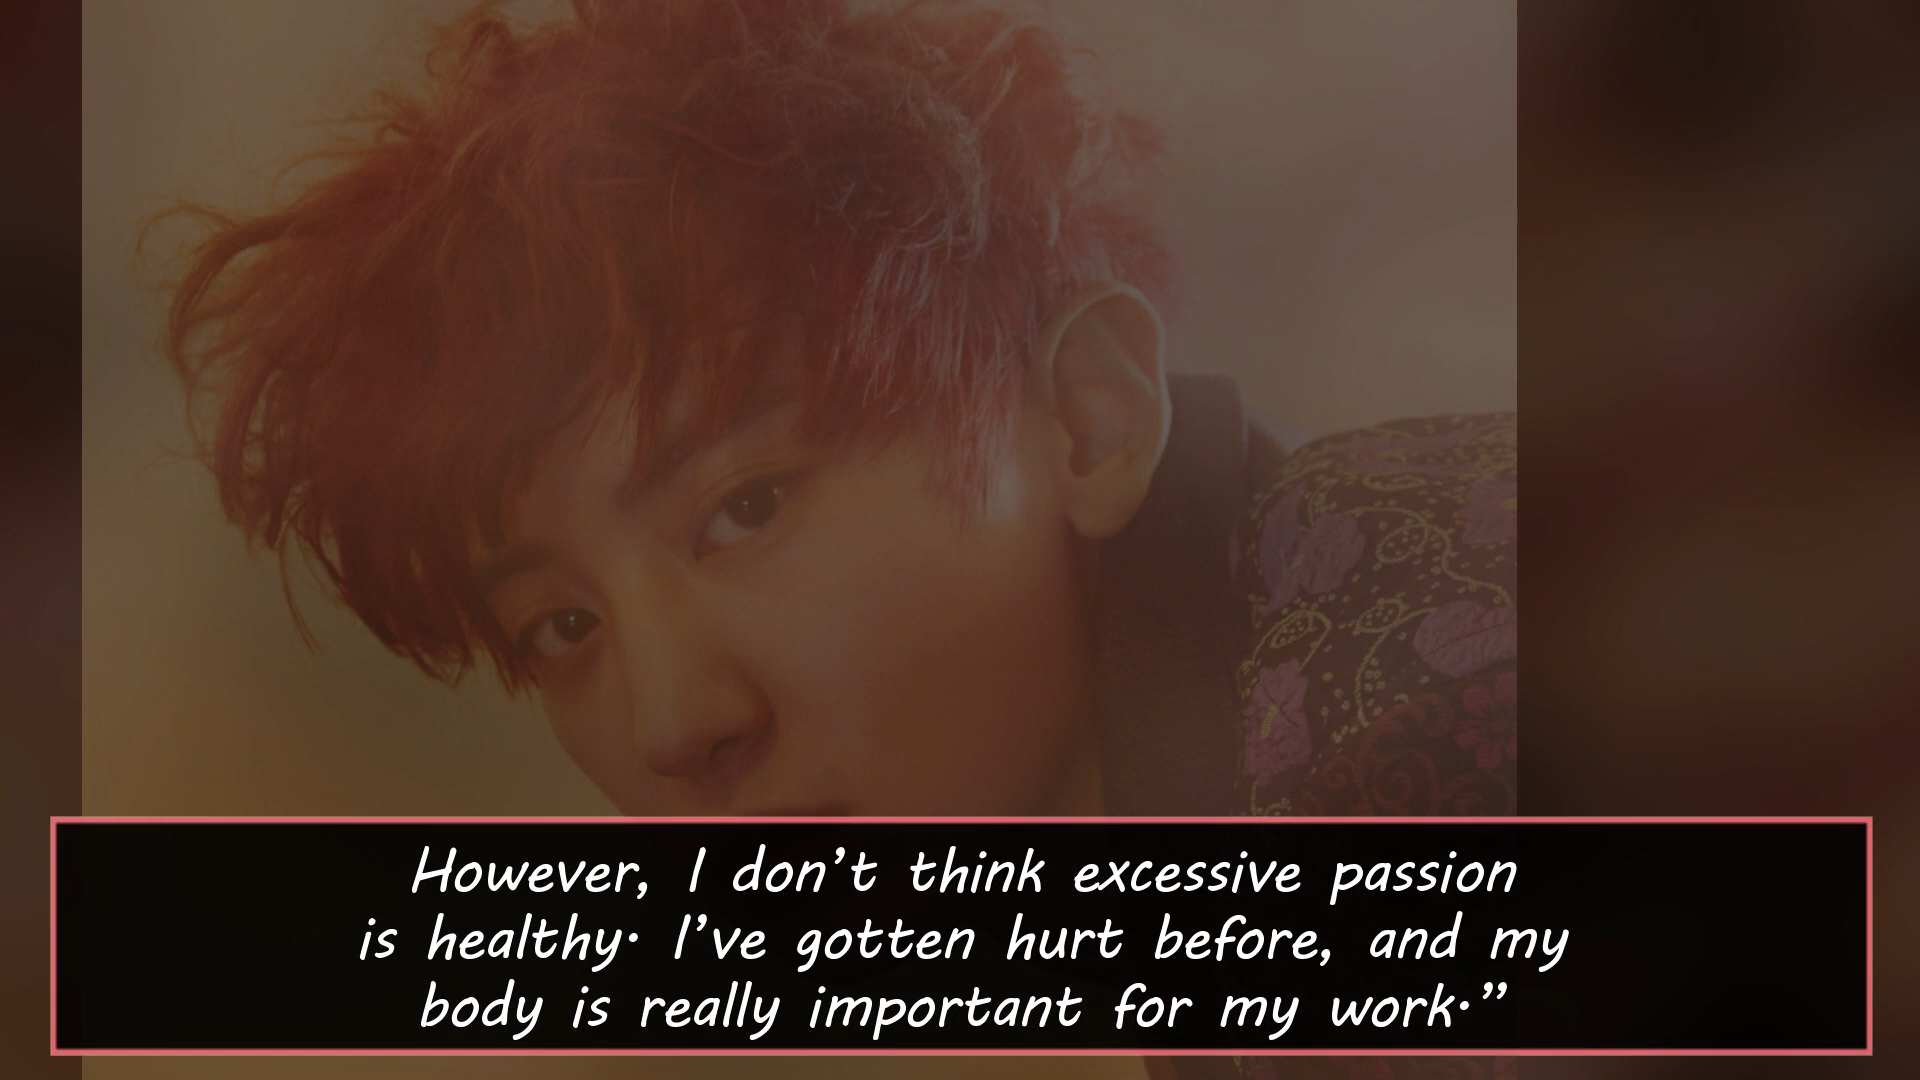 However, I don’t think excessive passion
is healthy. I’ve gotten hurt before, and my
body is really important for my work.”